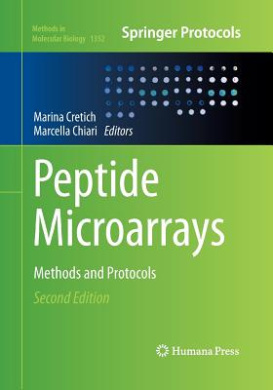 Methods in
Molecular Biology 1352
Springer Protocols
Marina Cretich
Marcella Chiari Editors
Peptide
Microarrays
Methods and Protocols
Second Edition
Humana Press